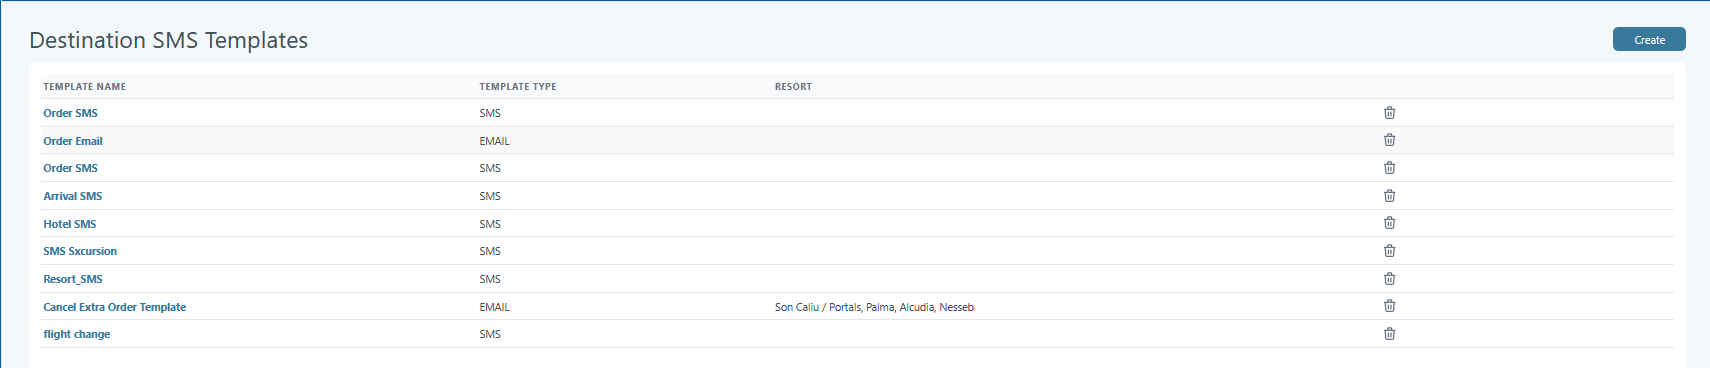 Destination SMS Templates
Create
TEMPLATE NAME TEMPLATE TYPE RESORT
Order SMS SMS
Order Email EMAIL
Order SMS SMS
Arrival SMS SMS
Hotel SMS SMS
SMS Sxcursion SMS
Resort_SMS SMS
Cancel Extra Order Template EMAIL Son Caliu / Portals, Palma, Alcudia, Nesseb
flight change SMS